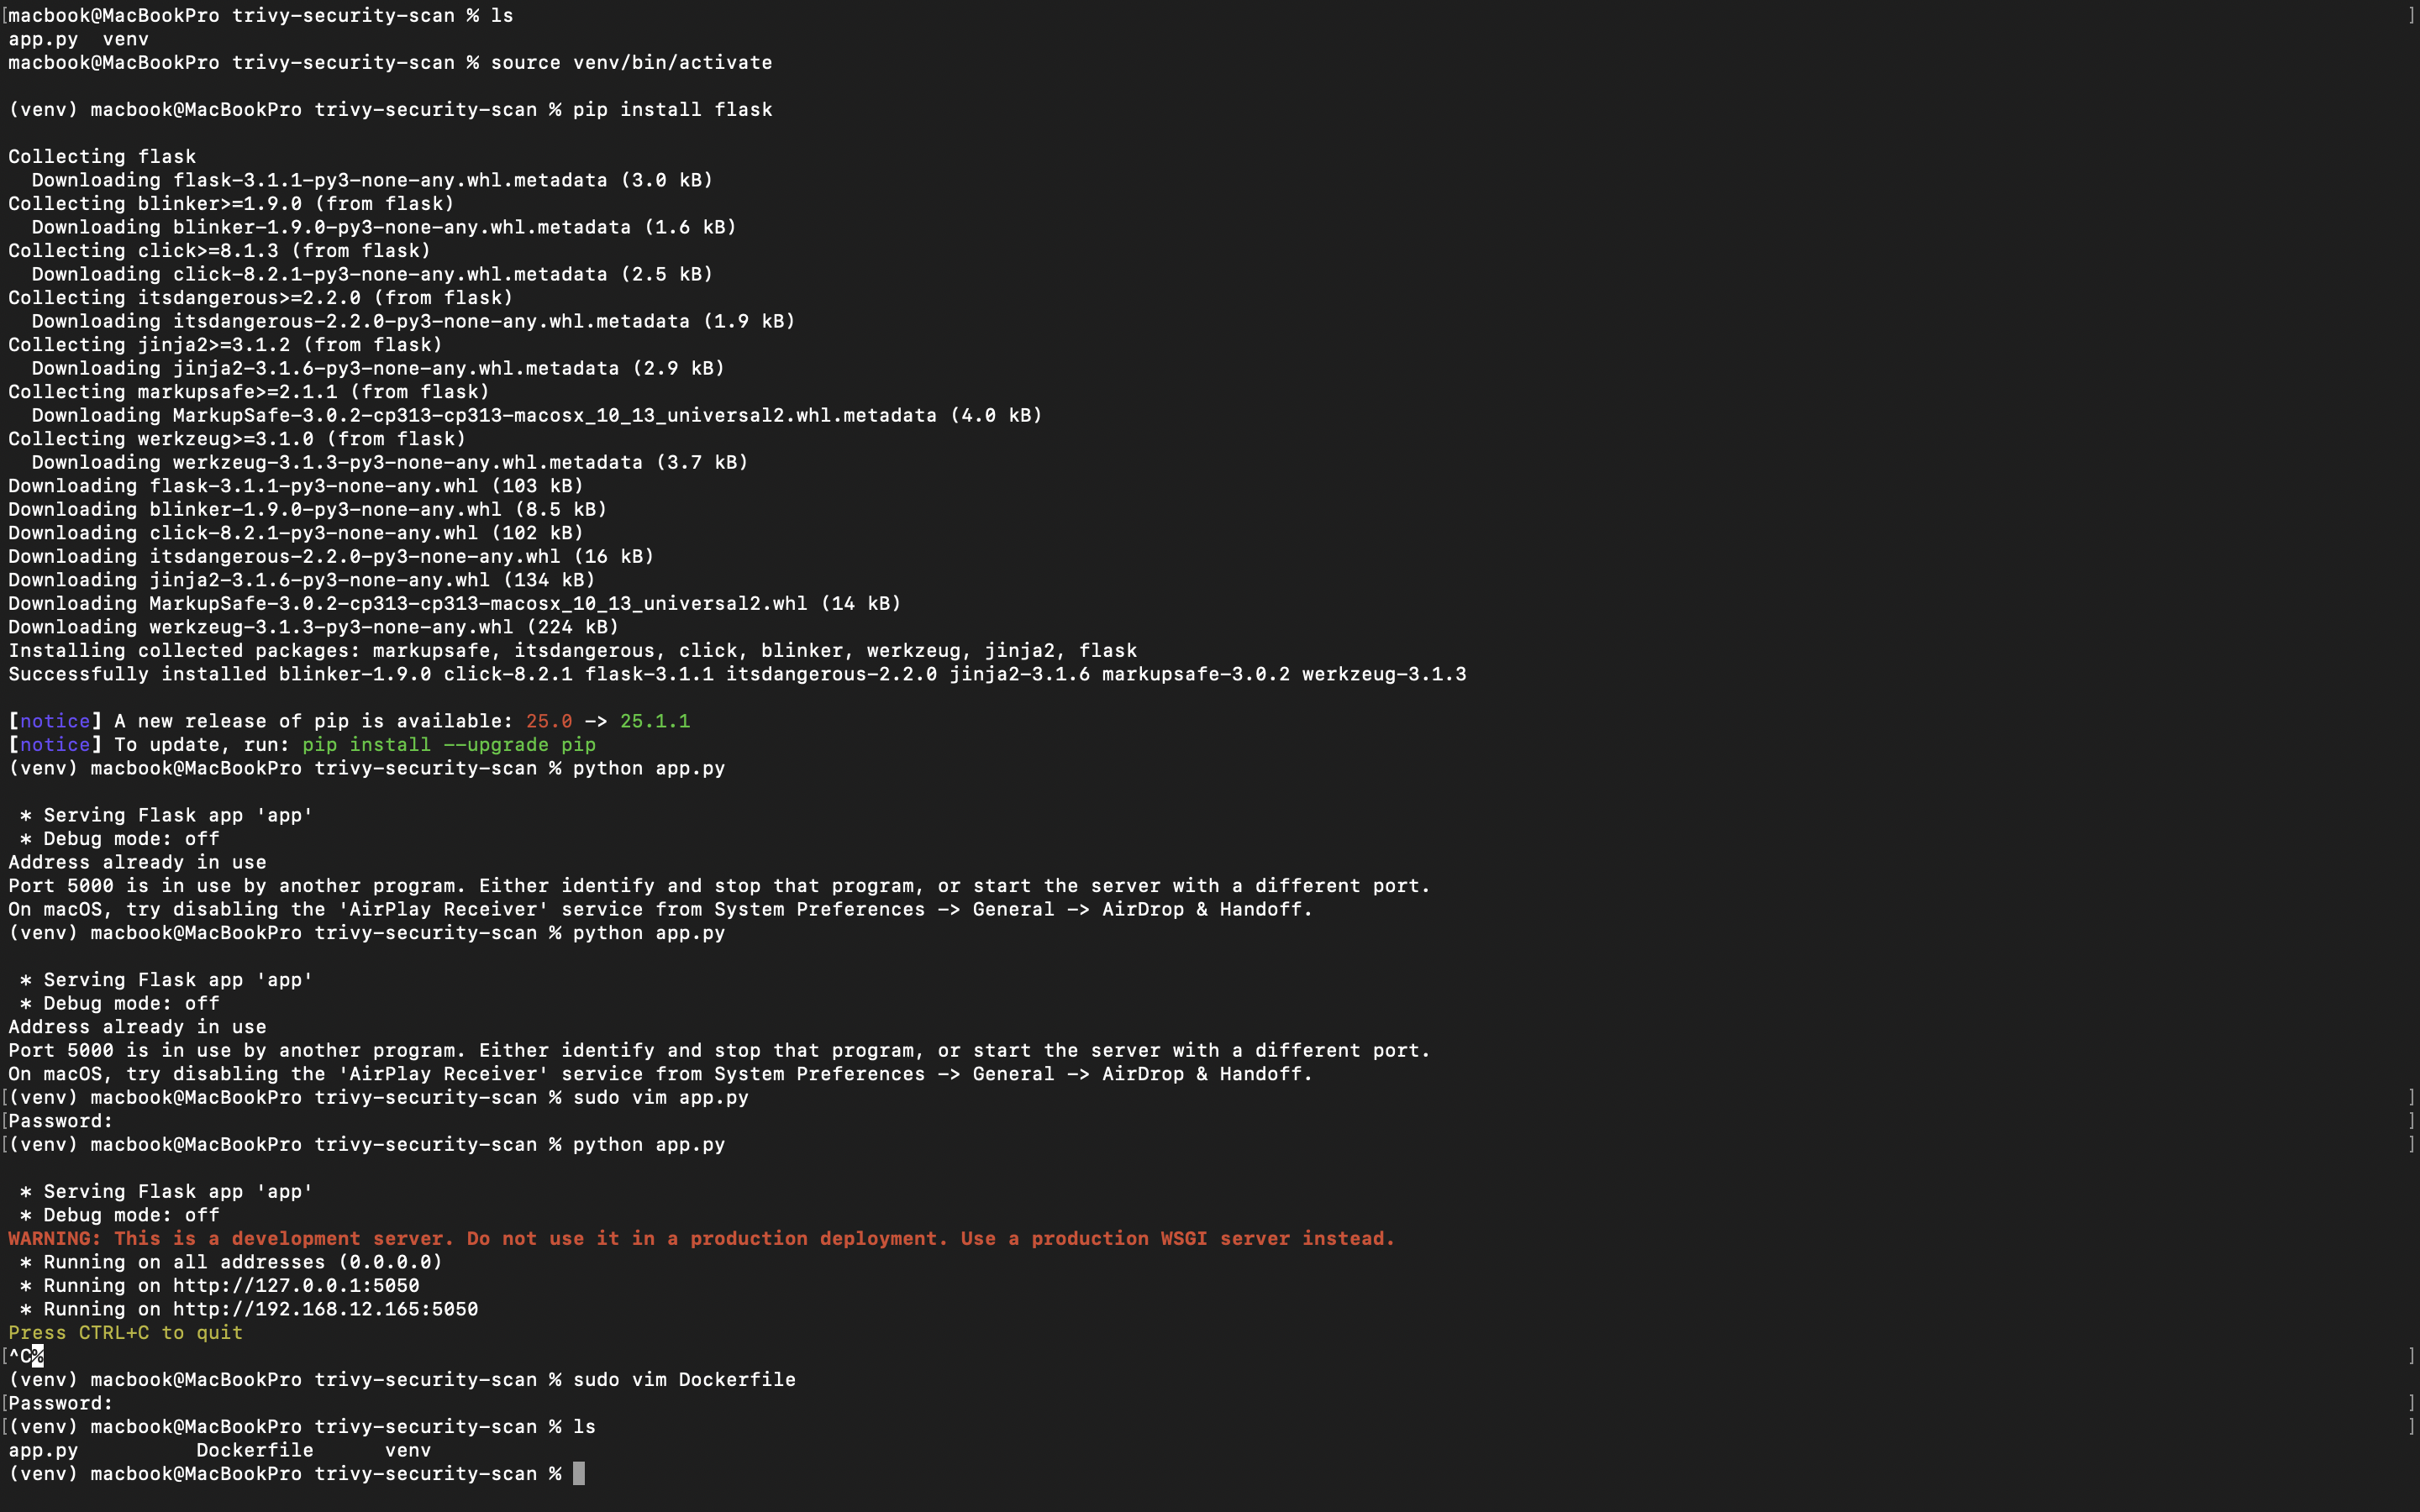 [macbook@MacBookPro trivy-security-scan % ls ]
app.py  venv
macbook@MacBookPro trivy-security-scan % source venv/bin/activate
(venv) macbook@MacBookPro trivy-security-scan % pip install flask
Collecting flask
  Downloading flask-3.1.1-py3-none-any.whl.metadata (3.0 kB)
Collecting blinker>=1.9.0 (from flask)
  Downloading blinker-1.9.0-py3-none-any.whl.metadata (1.6 kB)
Collecting click>=8.1.3 (from flask)
  Downloading click-8.2.1-py3-none-any.whl.metadata (2.5 kB)
Collecting itsdangerous>=2.2.0 (from flask)
  Downloading itsdangerous-2.2.0-py3-none-any.whl.metadata (1.9 kB)
Collecting jinja2>=3.1.2 (from flask)
  Downloading jinja2-3.1.6-py3-none-any.whl.metadata (2.9 kB)
Collecting markupsafe>=2.1.1 (from flask)
  Downloading MarkupSafe-3.0.2-cp313-cp313-macosx_10_13_universal2.whl.metadata (4.0 kB)
Collecting werkzeug>=3.1.0 (from flask)
  Downloading werkzeug-3.1.3-py3-none-any.whl.metadata (3.7 kB)
Downloading flask-3.1.1-py3-none-any.whl (103 kB)
Downloading blinker-1.9.0-py3-none-any.whl (8.5 kB)
Downloading click-8.2.1-py3-none-any.whl (102 kB)
Downloading itsdangerous-2.2.0-py3-none-any.whl (16 kB)
Downloading jinja2-3.1.6-py3-none-any.whl (134 kB)
Downloading MarkupSafe-3.0.2-cp313-cp313-macosx_10_13_universal2.whl (14 kB)
Downloading werkzeug-3.1.3-py3-none-any.whl (224 kB)
Installing collected packages: markupsafe, itsdangerous, click, blinker, werkzeug, jinja2, flask
Successfully installed blinker-1.9.0 click-8.2.1 flask-3.1.1 itsdangerous-2.2.0 jinja2-3.1.6 markupsafe-3.0.2 werkzeug-3.1.3
[notice] A new release of pip is available: 25.0 -> 25.1.1
[notice] To update, run: pip install --upgrade pip
(venv) macbook@MacBookPro trivy-security-scan % python app.py
 * Serving Flask app 'app'
 * Debug mode: off
Address already in use
Port 5000 is in use by another program. Either identify and stop that program, or start the server with a different port.
On macOS, try disabling the 'AirPlay Receiver' service from System Preferences -> General -> AirDrop & Handoff.
(venv) macbook@MacBookPro trivy-security-scan % python app.py
 * Serving Flask app 'app'
 * Debug mode: off
Address already in use
Port 5000 is in use by another program. Either identify and stop that program, or start the server with a different port.
On macOS, try disabling the 'AirPlay Receiver' service from System Preferences -> General -> AirDrop & Handoff.
[(venv) macbook@MacBookPro trivy-security-scan % sudo vim app.py ]
[Password: ]
[(venv) macbook@MacBookPro trivy-security-scan % python app.py ]
 * Serving Flask app 'app'
 * Debug mode: off
WARNING: This is a development server. Do not use it in a production deployment. Use a production WSGI server instead.
 * Running on all addresses (0.0.0.0)
 * Running on http://127.0.0.1:5050
 * Running on http://192.168.12.165:5050
Press CTRL+C to quit
[^C% ]
(venv) macbook@MacBookPro trivy-security-scan % sudo vim Dockerfile
[Password: ]
[(venv) macbook@MacBookPro trivy-security-scan % ls ]
app.py          Dockerfile      venv
(venv) macbook@MacBookPro trivy-security-scan %